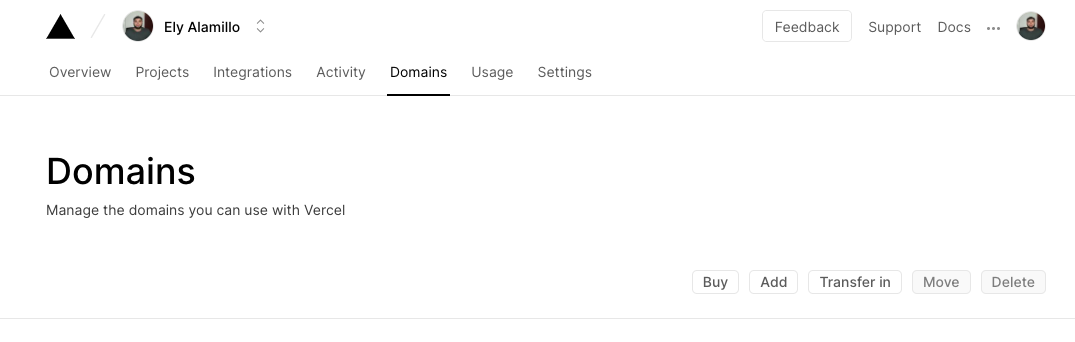 Ely Alamillo
Feedback Support Docs
Overview Projects Integrations Activity Domains Usage Settings
Domains
Manage the domains you can use with Vercel
Buy Add Transfer in Move Delete